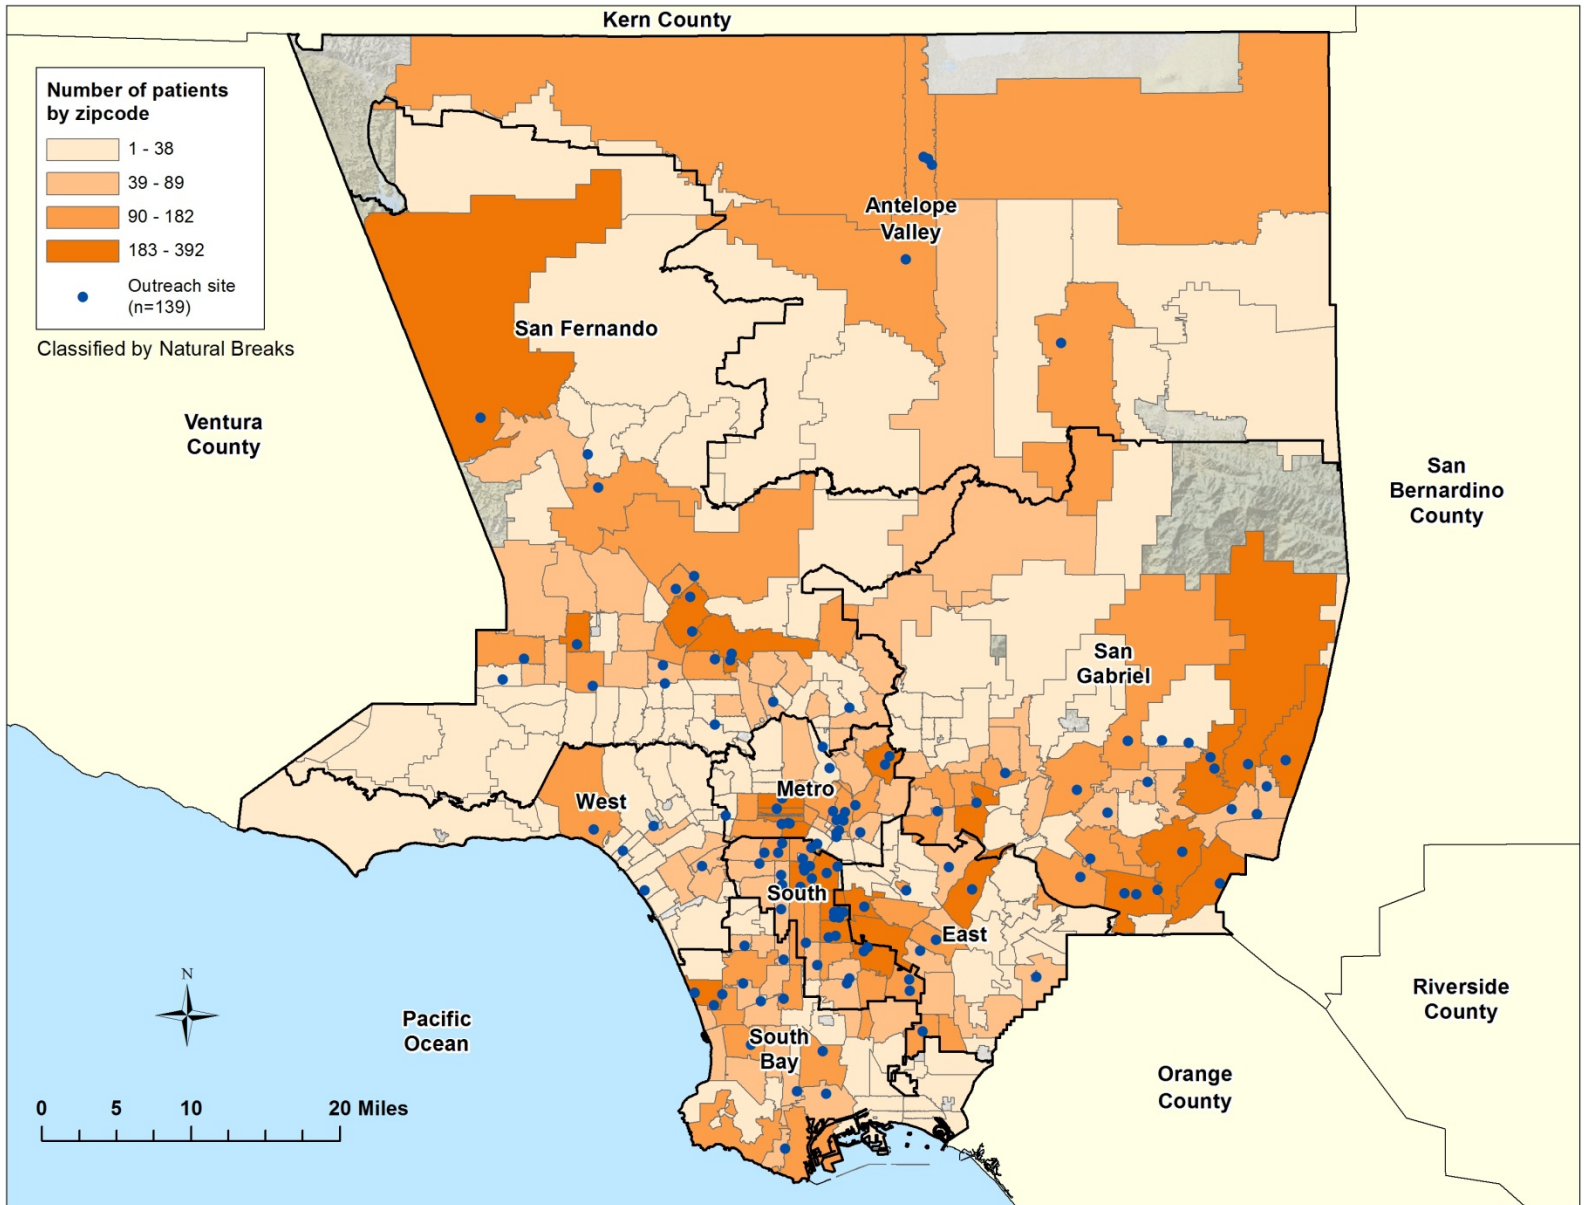 Kern County
Number of patients
by zipcode
1 - 38
39 - 89
90 - 182
183 - 392
Outreach site
(n=139)
Classified by Natural Breaks
Antelope
Valley
San Fernando
Ventura
County
San
Bernardino
County
San
Gabriel
West
Metro
South
East
N
Pacific
Ocean
South
Bay
Riverside
County
Orange
County
0 5 10 20 Miles